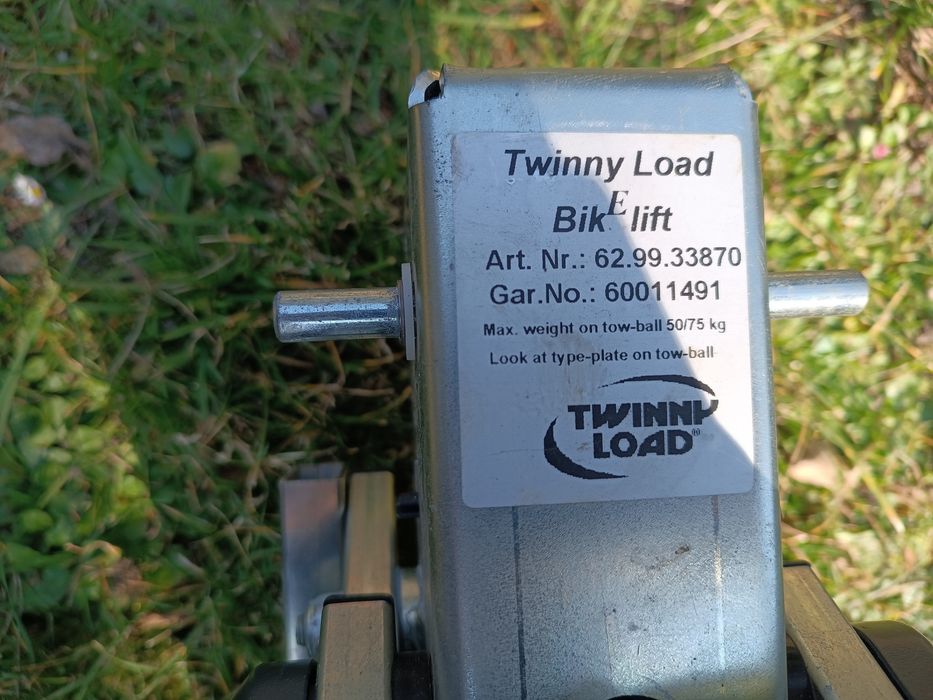 Twinny Load
BikElift
Art. Nr.: 62.99.33870
Gar.No.: 60011491
Max. weight on tow-ball 50/75 kg
Look at type-plate on tow-ball
TWINNY
LOAD®